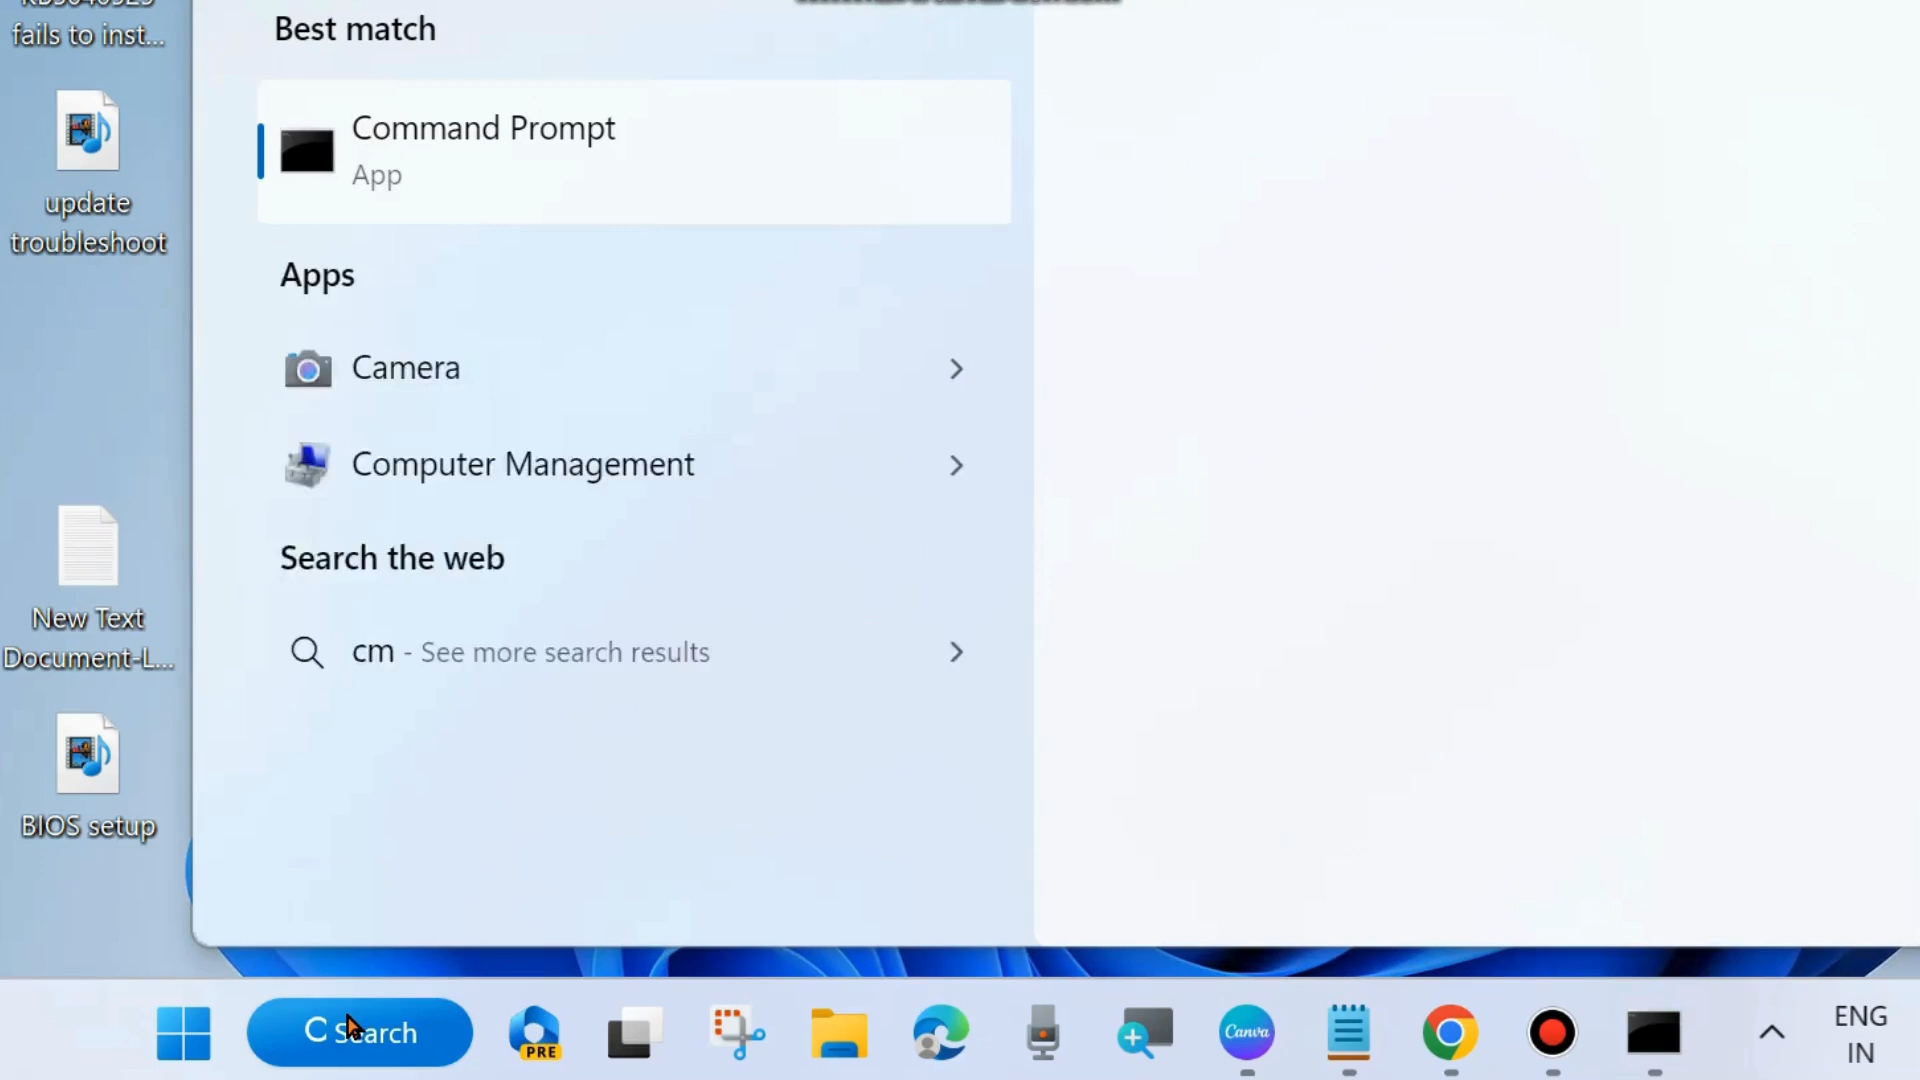 fails to inst...
update
troubleshoot
New Text
Document-L...
BIOS setup
Best match
Command Prompt
App
Apps
Camera
Computer Management
Search the web
cm - See more search results
Search
PRE
Canva
ENG
IN